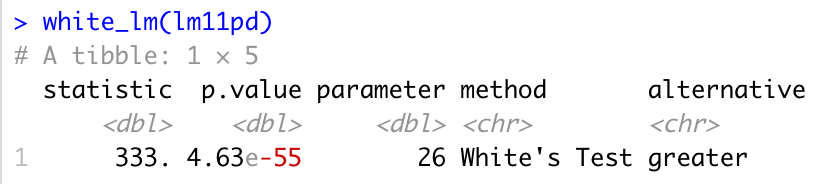 > white_lm(lm11pd)
# A tibble: 1 × 5
statistic p.value parameter method alternative
<dbl> <dbl> <dbl> <chr> <chr>
1 333. 4.63e-55 26 White's Test greater